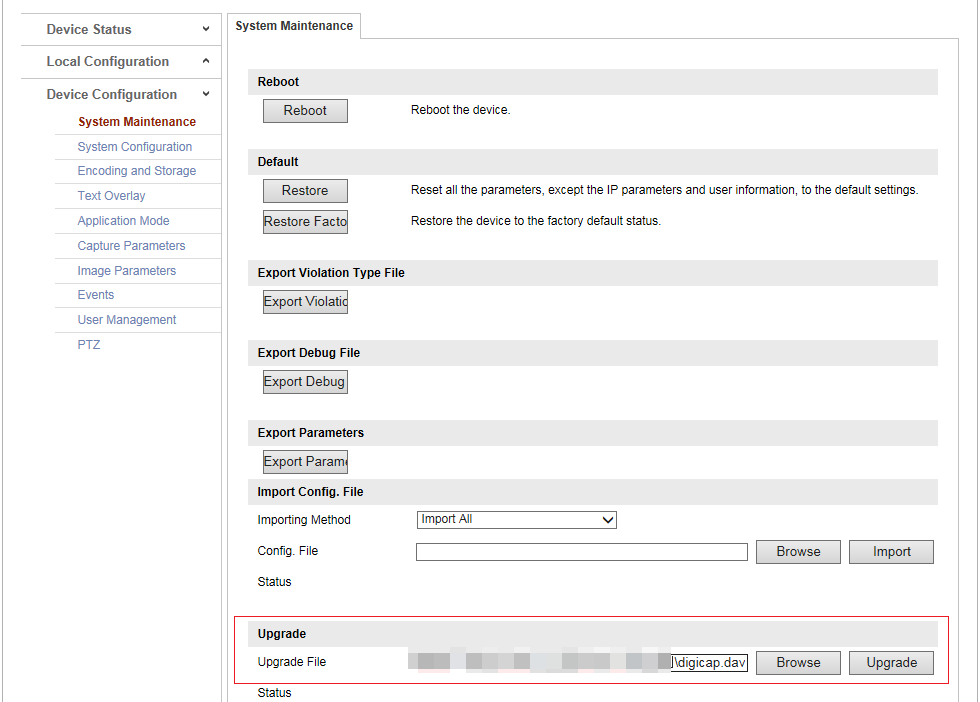 Device Status
Local Configuration
Device Configuration
System Maintenance
System Configuration
Encoding and Storage
Text Overlay
Application Mode
Capture Parameters
Image Parameters
Events
User Management
PTZ
System Maintenance
Reboot
Reboot Reboot the device.
Default
Restore Reset all the parameters, except the IP parameters and user information, to the default settings.
Restore Facto Restore the device to the factory default status.
Export Violation Type File
Export Violatio
Export Debug File
Export Debug
Export Parameters
Export Parame
Import Config. File
Importing Method Import All
Config. File Browse Import
Status
Upgrade
Upgrade File \digicap.dav Browse Upgrade
Status